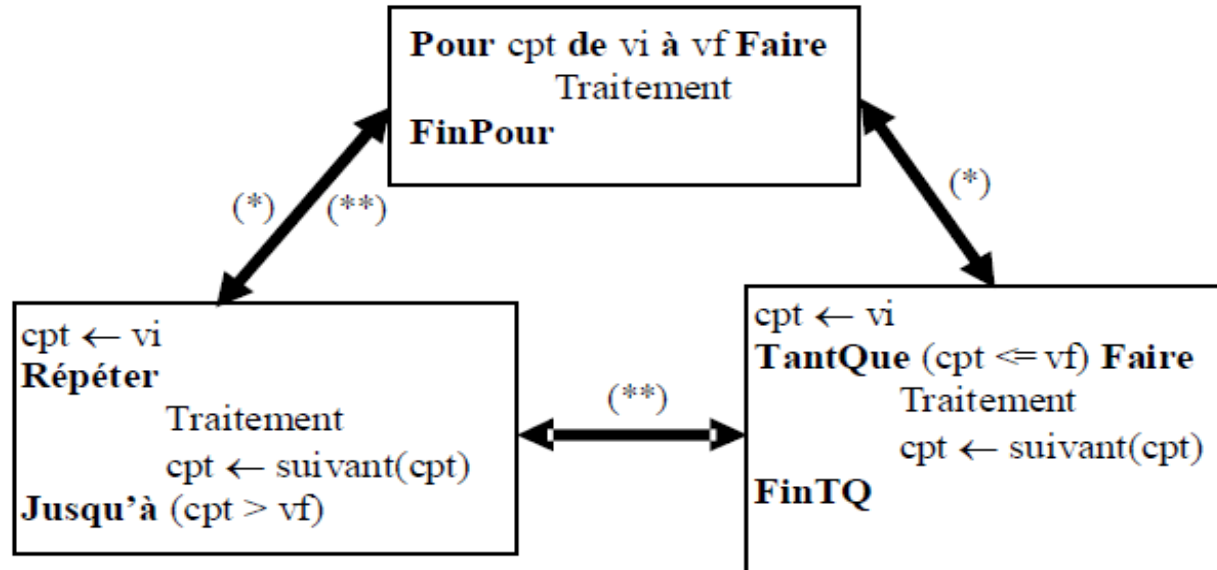 Pour cpt de vi à vf Faire
Traitement
FinPour
(*)
(**)
(*)
cpt ← vi
Répéter
Traitement
cpt ← suivant(cpt)
Jusqu’à (cpt > vf)
(**)
cpt ← vi
TantQue (cpt <= vf) Faire
Traitement
cpt ← suivant(cpt)
FinTQ